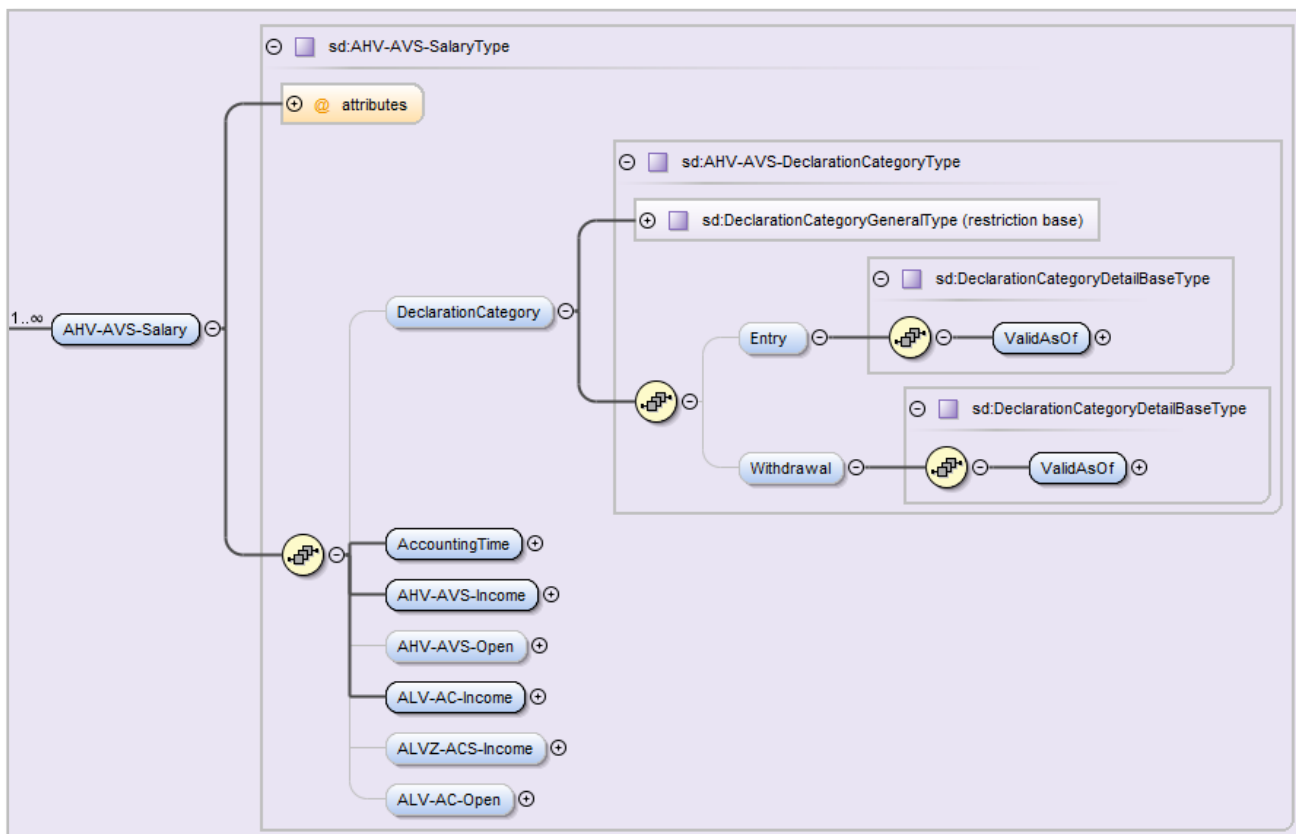 sd:AHV-AVS-SalaryType
@ attributes
sd:AHV-AVS-DeclarationCategoryType
sd:DeclarationCategoryGeneralType (restriction base)
sd:DeclarationCategoryDetailBaseType
DeclarationCategory
1..∞
AHV-AVS-Salary
Entry
ValidAsOf
sd:DeclarationCategoryDetailBaseType
Withdrawal
ValidAsOf
AccountingTime
AHV-AVS-Income
AHV-AVS-Open
ALV-AC-Income
ALVZ-ACS-Income
ALV-AC-Open